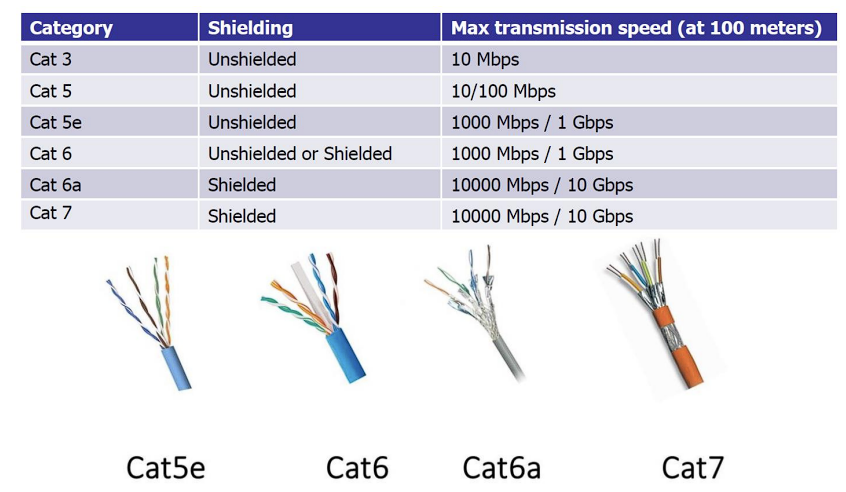 Category Shielding Max transmission speed (at 100 meters)
Cat 3 Unshielded 10 Mbps
Cat 5 Unshielded 10/100 Mbps
Cat 5e Unshielded 1000 Mbps / 1 Gbps
Cat 6 Unshielded or Shielded 1000 Mbps / 1 Gbps
Cat 6a Shielded 10000 Mbps / 10 Gbps
Cat 7 Shielded 10000 Mbps / 10 Gbps
Cat5e Cat6 Cat6a Cat7